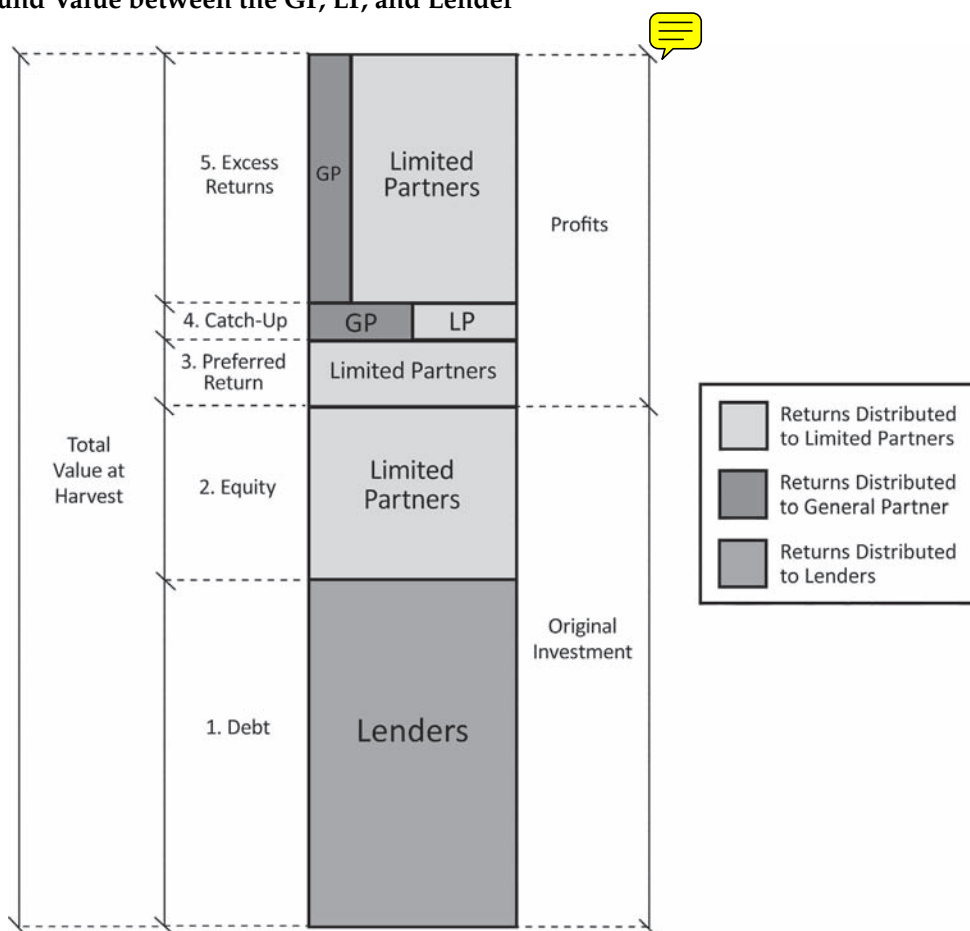 und Value between the GP, LP, and Lender
5. Excess
Returns
GP
Limited
Partners
Profits
4. Catch-Up
GP
LP
3. Preferred
Return
Limited Partners
Total
Value at
Harvest
2. Equity
Limited
Partners
Original
Investment
1. Debt
Lenders
Returns Distributed
to Limited Partners
Returns Distributed
to General Partner
Returns Distributed
to Lenders